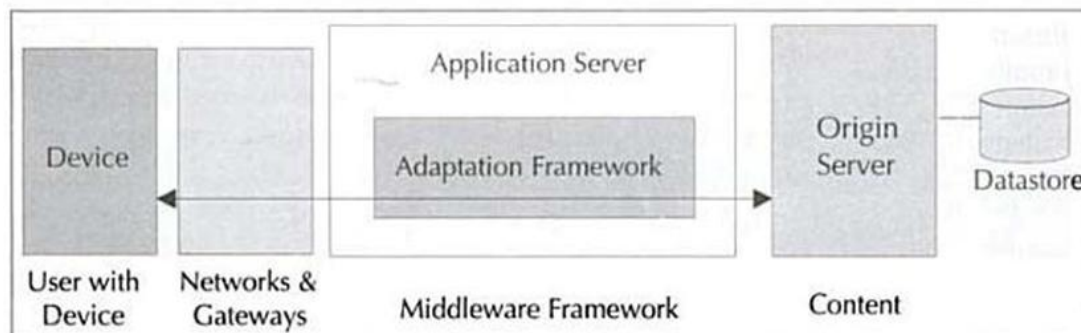 Application Server
Device
Adaptation Framework
Origin
Server
Datastore
User with
Device
Networks &
Gateways
Middleware Framework
Content